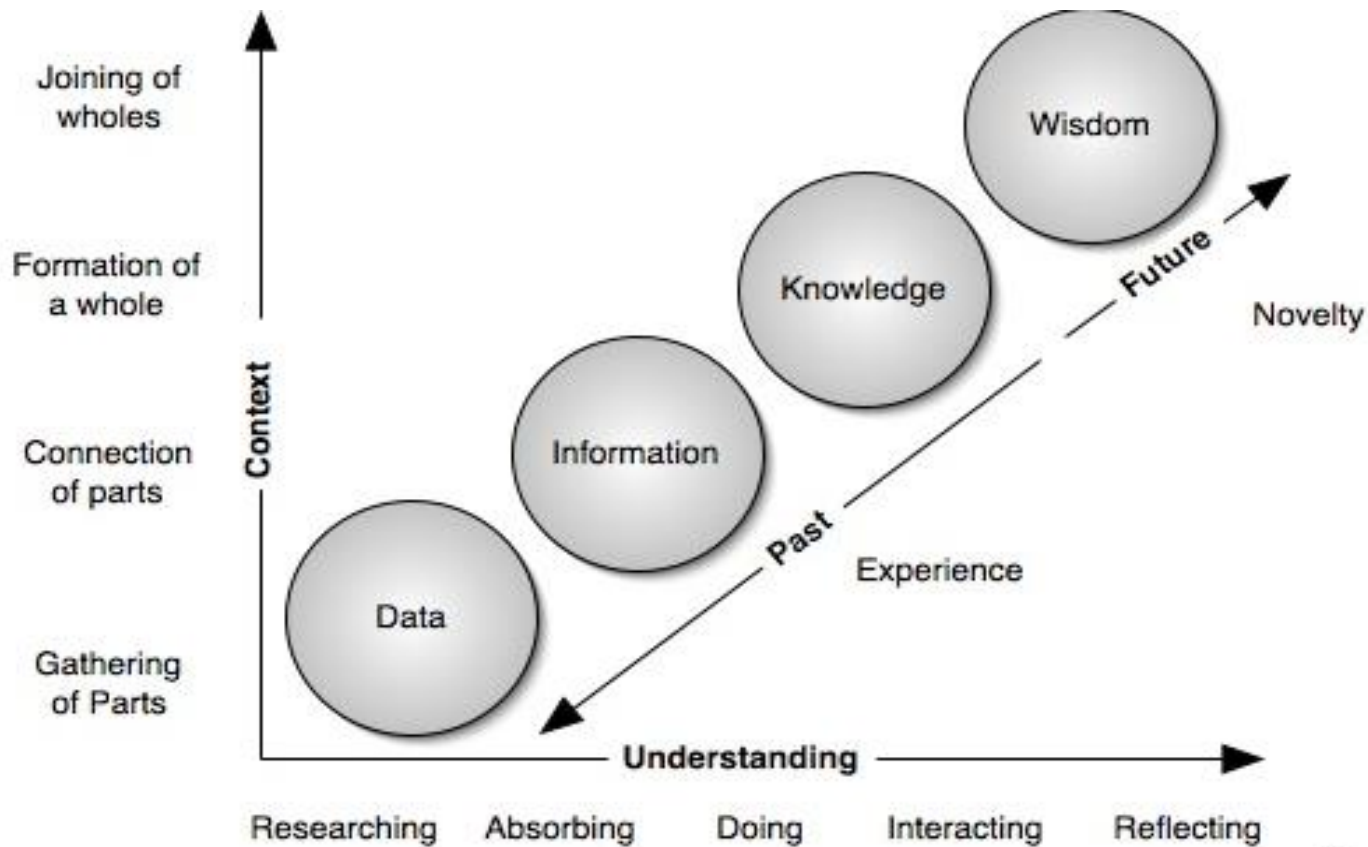 Joining of
wholes
Wisdom
Formation of
a whole
Knowledge
Future
Novelty
Context
Connection
of parts
Information
Past
Experience
Data
Gathering
of Parts
Understanding
Researching Absorbing Doing Interacting Reflecting